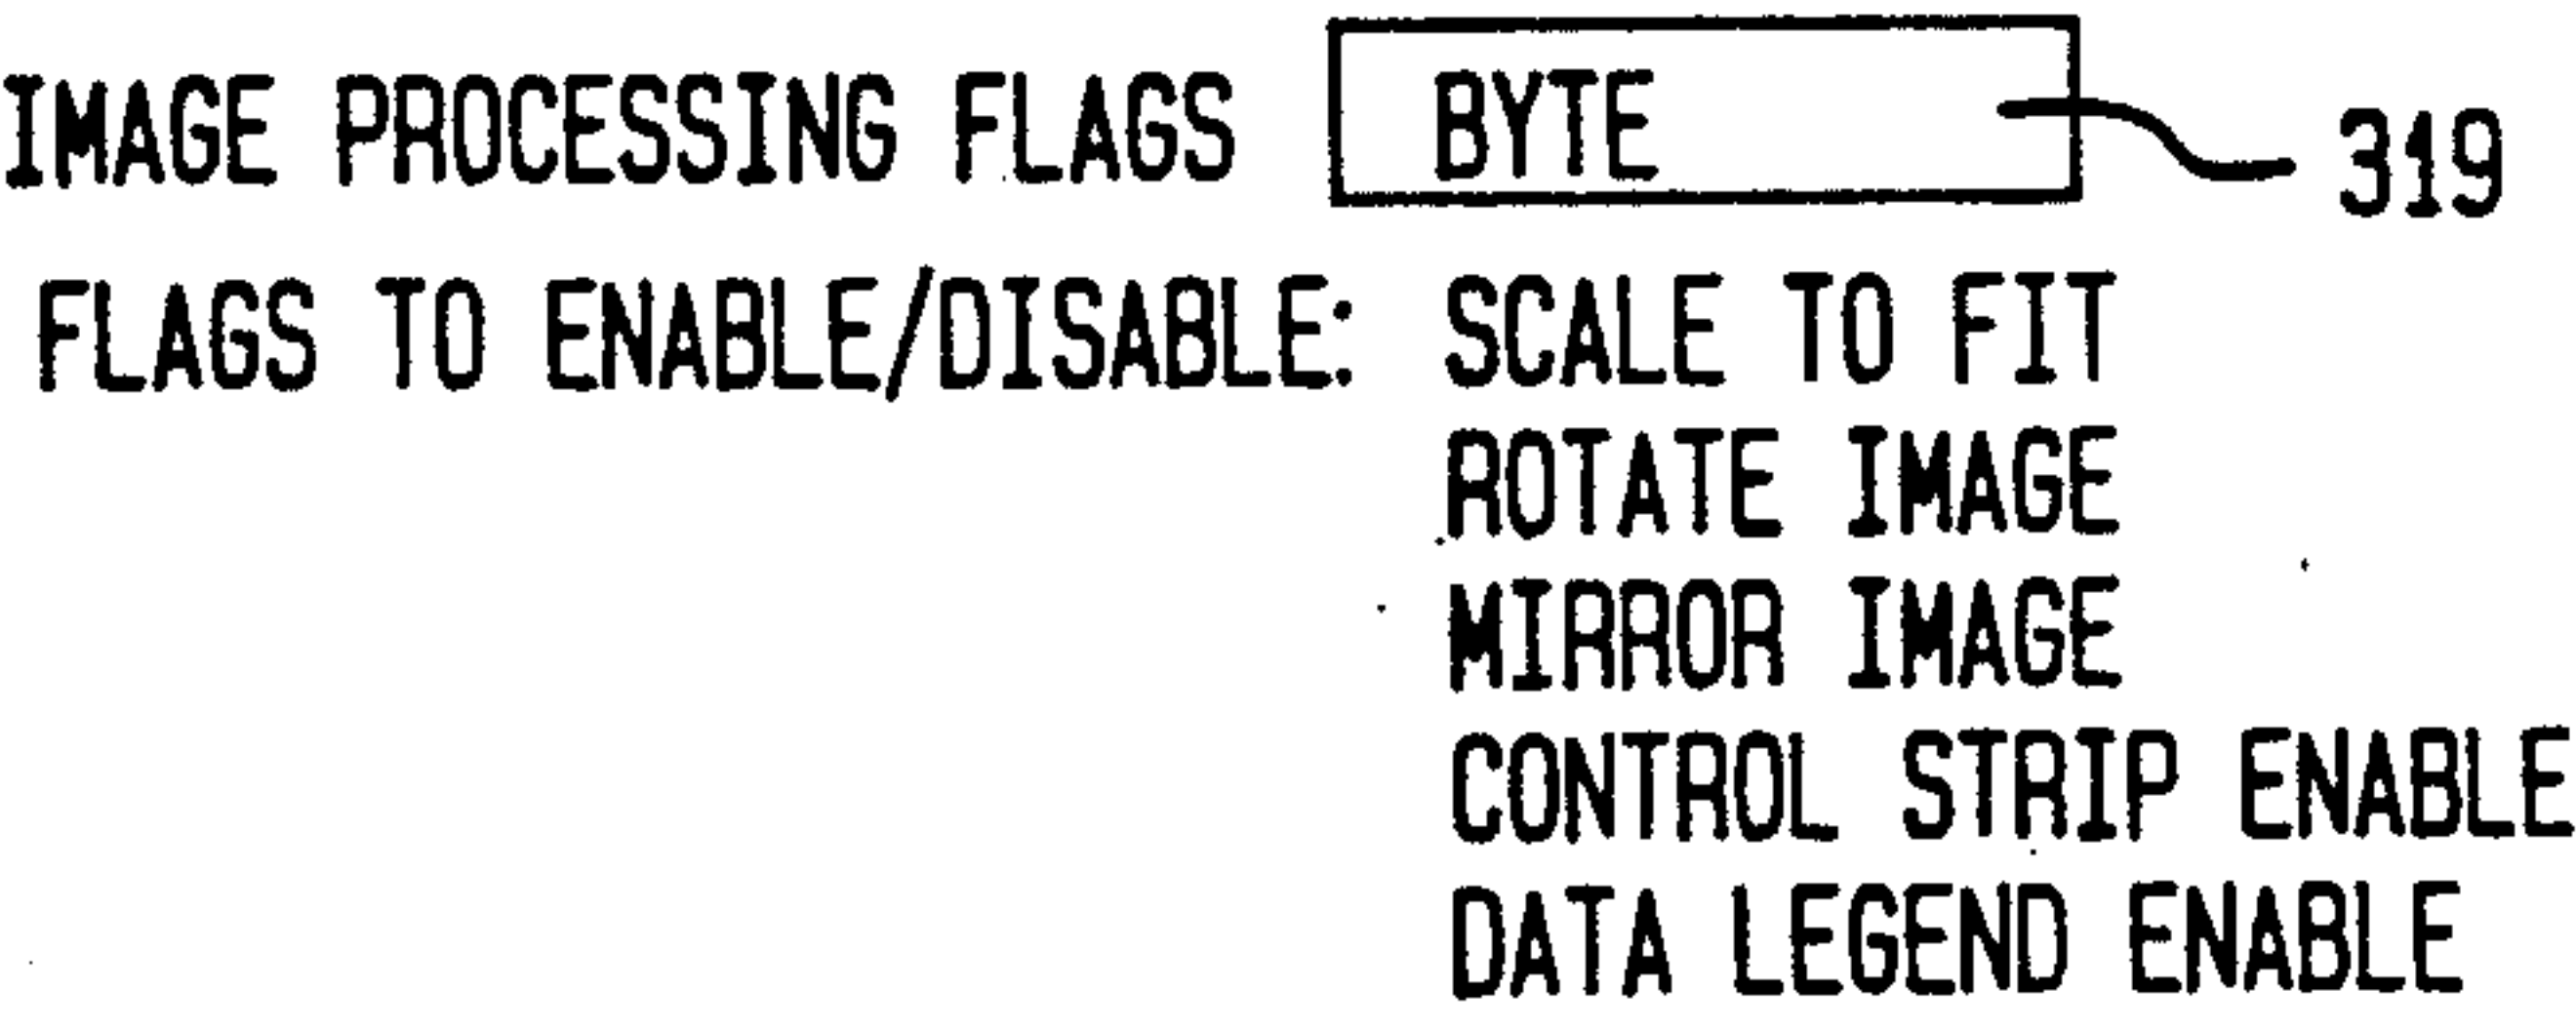 IMAGE PROCESSING FLAGS BYTE 319
FLAGS TO ENABLE/DISABLE: SCALE TO FIT
ROTATE IMAGE
MIRROR IMAGE
CONTROL STRIP ENABLE
DATA LEGEND ENABLE